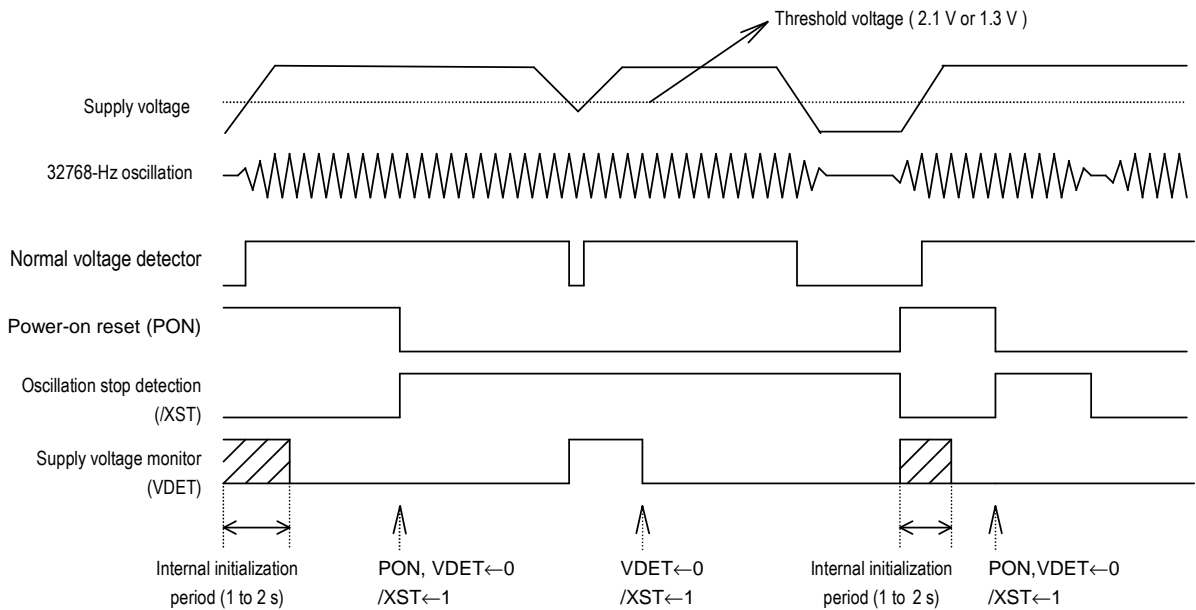 Threshold voltage ( 2.1 V or 1.3 V )
Supply voltage
32768-Hz oscillation
Normal voltage detector
Power-on reset (PON)
Oscillation stop detection
(/XST)
Supply voltage monitor
(VDET)
Internal initialization
period (1 to 2 s)
PON, VDET←0
/XST←1
VDET←0
/XST←1
Internal initialization
period (1 to 2 s)
PON,VDET←0
/XST←1